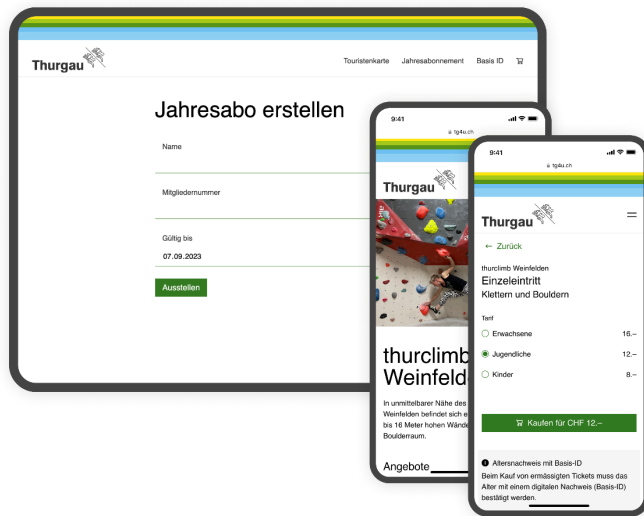 Thurgau
Touristenkarte Jahresabonnement Basis ID
Jahresabo erstellen
Name
Mitgliedernummer
Gültig bis
07.09.2023
Ausstellen
9:41
tg4u.ch
Thurgau
thurclimb
In unmittelbarer Nähe des
Weinfelden befindet sich
bis 16 Meter hohen Wände
Boulderraum.
Angebote
9:41
tg4u.ch
Thurgau
← Zurück
thurclimb Weinfelden
Einzeleintritt
Klettern und Bouldern
Tarif
Erwachsene 16.–
Jugendliche 12.–
Kinder 8.–
Kaufen für CHF 12.–
Altersnachweis mit Basis-ID
Beim Kauf von ermässigten Tickets muss das
Alter mit einem digitalen Nachweis (Basis-ID)
bestätigt werden.